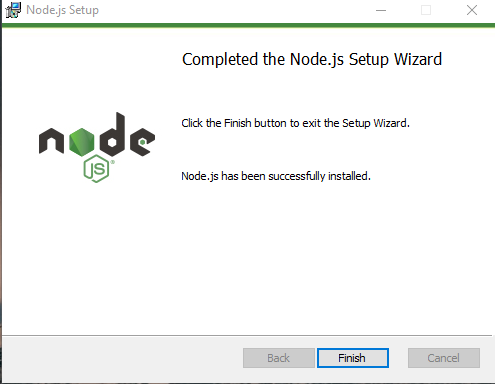 Node.js Setup
Completed the Node.js Setup Wizard
Click the Finish button to exit the Setup Wizard.
node
JS
Node.js has been successfully installed.
Back
Finish
Cancel